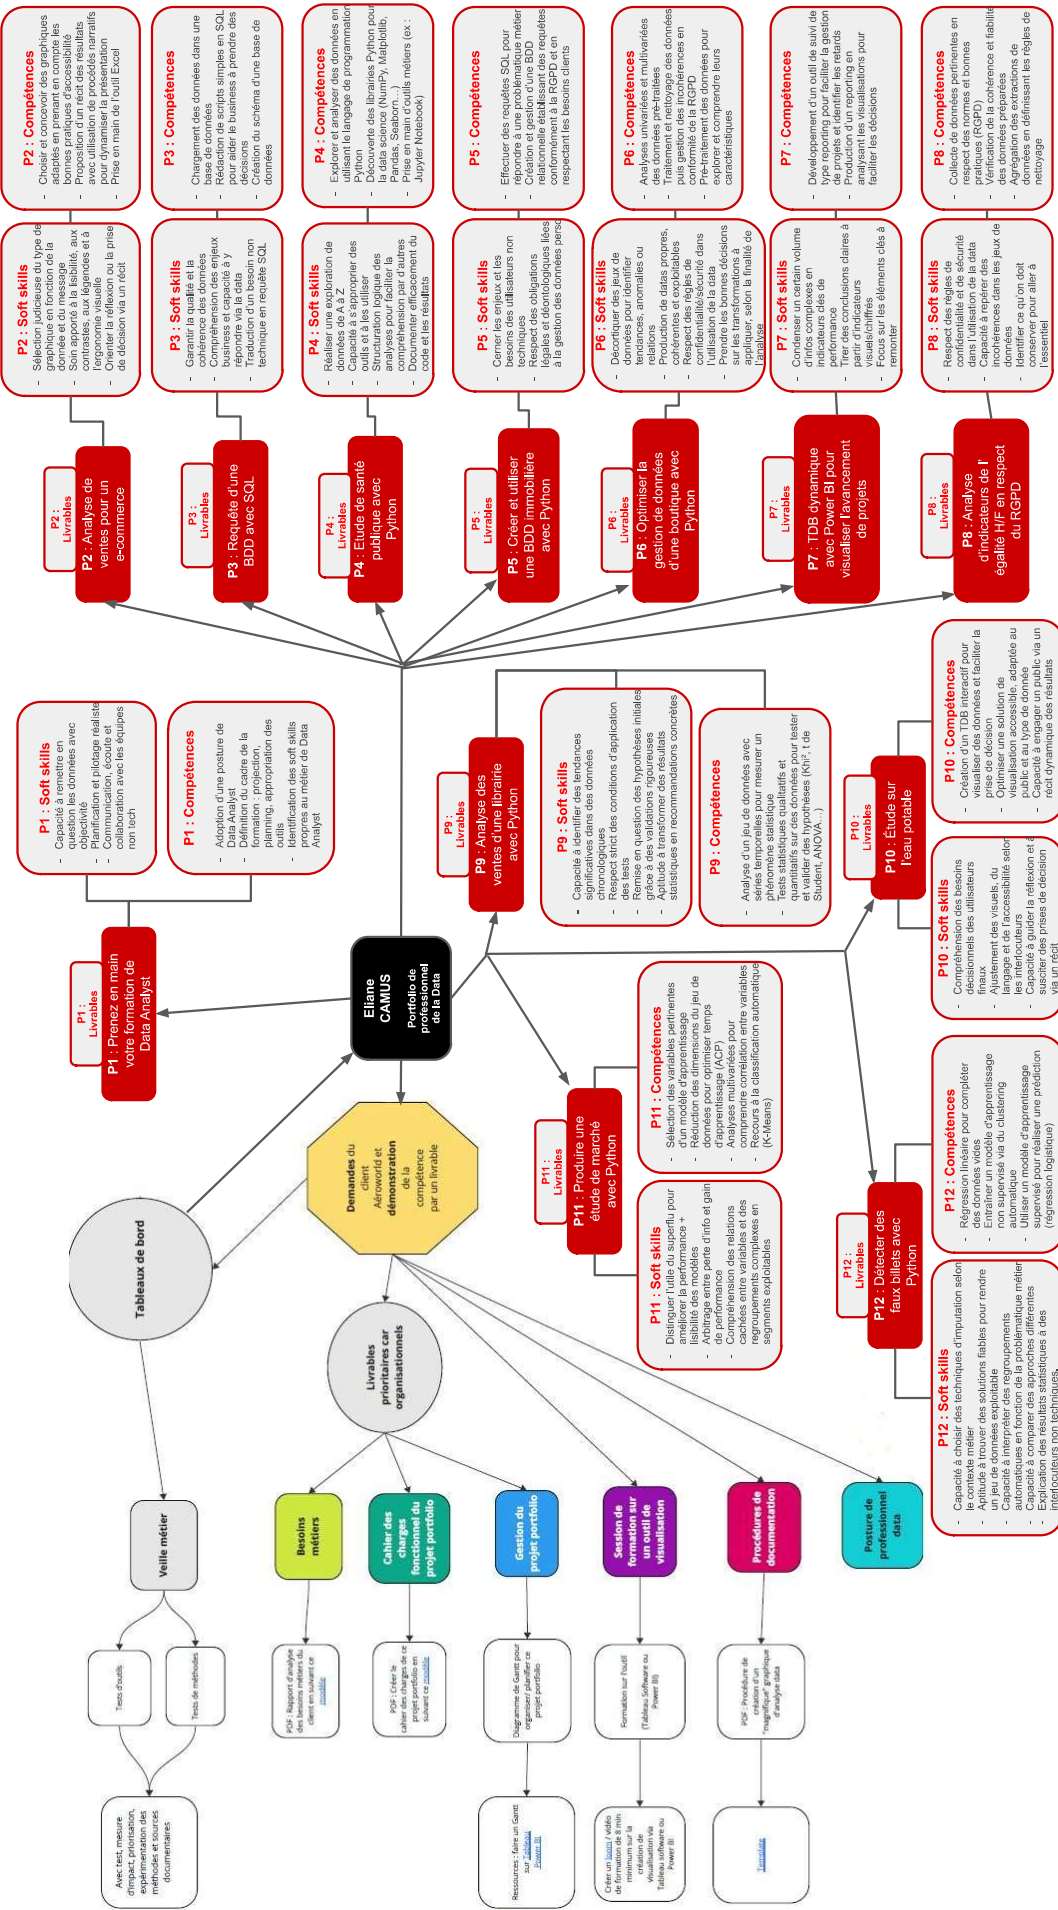 P2 : Compétences
- Choisir et concevoir des graphiques
adaptés en prenant en compte les
bonnes pratiques d'accessibilité
- Proposition d'un récit des résultats
avec utilisation de procédés narratifs
pour dynamiser la présentation
- Prise en main de l'outil Excel
P3 : Compétences
- Chargement des données dans une
base de données
- Rédaction de scripts simples en SQL
pour aider le business à prendre des
décisions
- Création du schéma d'une base de
données
P4 : Compétences
- Explorer et analyser des données en
utilisant le langage de programmation
Python
- Découverte des librairies Python pour
la data science (NumPy, Matplotlib,
Pandas, Seaborn...)
- Prise en main d'outils métiers (ex :
Jupyter Notebook)
P5 : Compétences
- Effectuer des requêtes SQL pour
répondre à une problématique métier
- Création et gestion d'une BDD
relationnelle établissant des requêtes
conformément à la RGPD et en
respectant les besoins clients
P6 : Compétences
- Analyses univariées et multivariées
des données pré-traitées
- Traitement et nettoyage des données
puis gestion des incohérences en
conformité de la RGPD
- Pré-traitement des données pour
explorer et comprendre leurs
caractéristiques
P7 : Compétences
- Développement d'un outil de suivi de
type reporting pour faciliter la gestion
de projets et identifier les retards
- Production d'un reporting en
analysant les visualisations pour
faciliter les décisions
P8 : Compétences
- Collecte de données pertinentes en
respect des normes et bonnes
pratiques (RGPD)
- Vérification de la cohérence et fiabilité
des données préparées
- Agrégation des extractions de
données en définissant les règles de
nettoyage
P2 : Soft skills
- Sélection judicieuse du type de
graphique en fonction de la
donnée et du message
- Soin apporté à la lisibilité, aux
contrastes, aux légendes et à
l'ergonomie visuelle
- Orienter la réflexion ou la prise
de décision via un récit
P3 : Soft skills
- Garantir la qualité et la
cohérence des données
- Compréhension des enjeux
business et capacité à y
répondre via la data
- Traduction d'un besoin non
technique en requête SQL
P4 : Soft skills
- Réaliser une exploration de
données de A à Z
- Capacité à s'approprier des
outils et à les utiliser
- Structuration logique des
analyses pour faciliter la
compréhension par d'autres
- Documenter efficacement du
code et les résultats
P5 : Soft skills
- Cerner les enjeux et les
besoins des utilisateurs non
techniques
- Respect des obligations
légales et déontologiques liées
à la gestion des données perso
P6 : Soft skills
- Décortiquer des jeux de
données pour identifier
tendances, anomalies ou
relations
- Production de datas propres,
cohérentes et exploitables
- Respect des règles de
confidentialité/sécurité dans
l'utilisation de la data
- Prendre les bonnes décisions
sur les transformations à
appliquer, selon la finalité de
l'analyse
P7 : Soft skills
- Condenser un certain volume
d'infos complexes en
indicateurs clés de
performance
- Tirer des conclusions claires à
partir d'indicateurs
visuels/chiffrés
- Focus sur les éléments clés à
remonter
P8 : Soft skills
- Respect des règles de
confidentialité et de sécurité
dans l'utilisation de la data
- Capacité à repérer des
incohérences dans les jeux de
données
- Identifier ce qu'on doit
conserver pour aller à
l'essentiel
P2 :
Livrables
P2 : Analyse de
ventes pour un
e-commerce
P3 :
Livrables
P3 : Requête d'une
BDD avec SQL
P4 :
Livrables
P4 : Etude de santé
publique avec
Python
P5 :
Livrables
P5 : Créer et utiliser
une BDD immobilière
avec Python
P6 :
Livrables
P6 : Optimiser la
gestion de données
d'une boutique avec
Python
P7 :
Livrables
P7 : TDB dynamique
avec Power BI pour
visualiser l'avancement
de projets
P8 :
Livrables
P8 : Analyse
d'indicateurs de l'
égalité H/F en respect
du RGPD
P1 : Soft skills
- Capacité à remettre en
question les données avec
objectivité
- Planification et pilotage réaliste
- Communication, écoute et
collaboration avec les équipes
non tech
P1 : Compétences
- Adoption d'une posture de
Data Analyst
- Définition du cadre de la
formation : projection,
planning, appropriation des
outils
- Identification des soft skills
propres au métier de Data
Analyst
P1 :
Livrables
P1 : Prenez en main
votre formation de
Data Analyst
Eliane
CAMUS
Portfolio de
professionnel
de la Data
P9 :
Livrables
P9 : Analyse des
ventes d'une librairie
avec Python
P9 : Soft skills
- Capacité à identifier des tendances
significatives dans des données
chronologiques
- Respect strict des conditions d'application
des tests
- Remise en question des hypothèses initiales
grâce à des validations rigoureuses
- Aptitude à transformer des résultats
statistiques en recommandations concrètes
P9 : Compétences
- Analyse d'un jeu de données avec
séries temporelles pour mesurer un
phénomène statistique
- Tests statistiques qualitatifs et
quantitatifs sur des données pour tester
et valider des hypothèses (Khi², t de
Student, ANOVA...)
P10 :
Livrables
P10 : Etude sur
l'eau potable
P10 : Compétences
- Création d'un TDB interactif pour
visualiser des données et faciliter la
prise de décision
- Optimiser une solution de
visualisation accessible, adaptée au
public et au type de donnée
- Capacité à engager un public via un
récit dynamique des résultats
P10 : Soft skills
- Compréhension des besoins
décisionnels des utilisateurs
finaux
- Ajustement des visuels, du
langage et de l'accessibilité selon
les interlocuteurs
- Capacité à guider la réflexion et à
susciter des prises de décision
via un récit
P11 :
Livrables
P11 : Produire une
étude de marché
avec Python
P11 : Compétences
- Sélection des variables pertinentes
d'un modèle d'apprentissage
- Réduction des dimensions du jeu de
données pour optimiser temps
d'apprentissage (ACP)
- Analyses multivariées pour
comprendre corrélation entre variables
- Recours à la classification automatique
(K-Means)
P11 : Soft skills
- Distinguer l'utile du superflu pour
améliorer la performance +
lisibilité des modèles
- Arbitrage entre perte d'info et gain
de performance
- Compréhension des relations
cachées entre variables et des
regroupements complexes en
segments exploitables
P12 :
Livrables
P12 : Détecter des
faux billets avec
Python
P12 : Compétences
- Régression linéaire pour compléter
des données vides
- Entraîner un modèle d'apprentissage
non supervisé via du clustering
automatique
- Utiliser un modèle d'apprentissage
supervisé pour réaliser une prédiction
(régression logistique)
P12 : Soft skills
- Capacité à choisir des techniques d'imputation selon
le contexte métier
- Aptitude à trouver des solutions fiables pour rendre
un jeu de données exploitable
- Capacité à interpréter des regroupements
automatiques en fonction de la problématique métier
- Capacité à comparer des approches différentes
- Explication des résultats statistiques à des
interlocuteurs non techniques.
Demandes du
client
Aéroworld et
démonstration
de la
compétence
par un livrable
Tableaux de bord
Livrables
prioritaires car
organisationnels
Veille métier
Tests d'outils
Tests de méthodes
Avec test, mesure
d'impact, priorisation,
expérimentation des
méthodes et sources
documentaires
Besoins
métiers
PDF : Rapport d'analyse
des besoins métiers du
client en suivant ce
modèle
Cahier des
charges
fonctionnel du
projet portfolio
PDF : Créer le
cahier des charges de ce
projet portfolio en
suivant ce modèle
Gestion du
projet portfolio
Diagramme de Gantt pour
organiser/ planifier ce
projet portfolio
Ressources : faire un Gantt
sur Tableau
Power BI
Session de
formation sur
un outil de
visualisation
Formation sur l'outil
(Tableau Software ou
Power BI)
Créer un loom / vidéo
de formation de 8 min
minimum sur la
création de
visualisation via
Tableau software ou
Power BI
Procédures de
documentation
PDF : Procédure de
création d'un
"magnifique" graphique
d'analyse data
Template
Posture de
professionnel
data